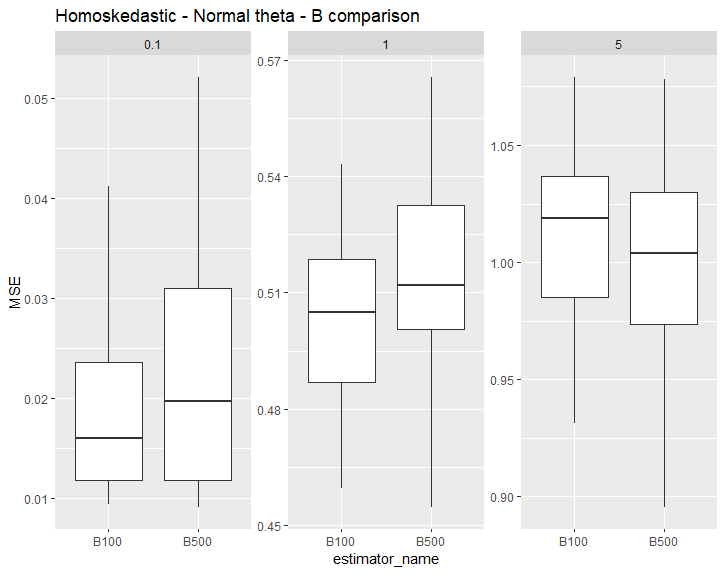 Homoskedastic - Normal theta - B comparison
0.1
1
5
MSE
0.05
0.04
0.03
0.02
0.01
0.57
0.54
0.51
0.48
0.45
1.05
1.00
0.95
0.90
B100 B500
B100 B500
B100 B500
estimator_name